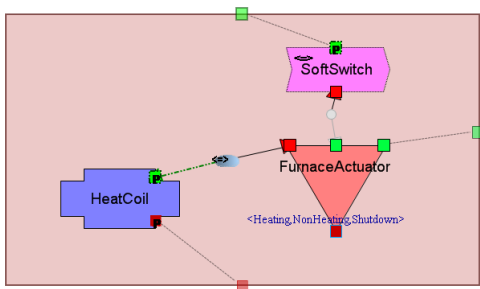 P
<=>
SoftSwitch
<=>
P
FurnaceActuator
HeatCoil
<Heating,NonHeating,Shutdown>
P